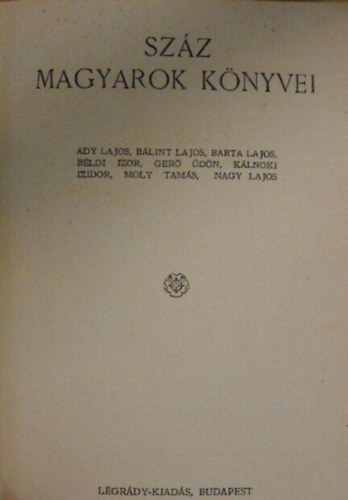 SZÁZ
MAGYAROK KÖNYVEI
ADY LAJOS, BÁLINT LAJOS, BARTA LAJOS,
BÉLDI IZOR, GERŐ ÖDÖN, KÁLNOKI
IZIDOR, MOLY TAMÁS, NAGY LAJOS
LÉGRÁDY-KIADÁS, BUDAPEST